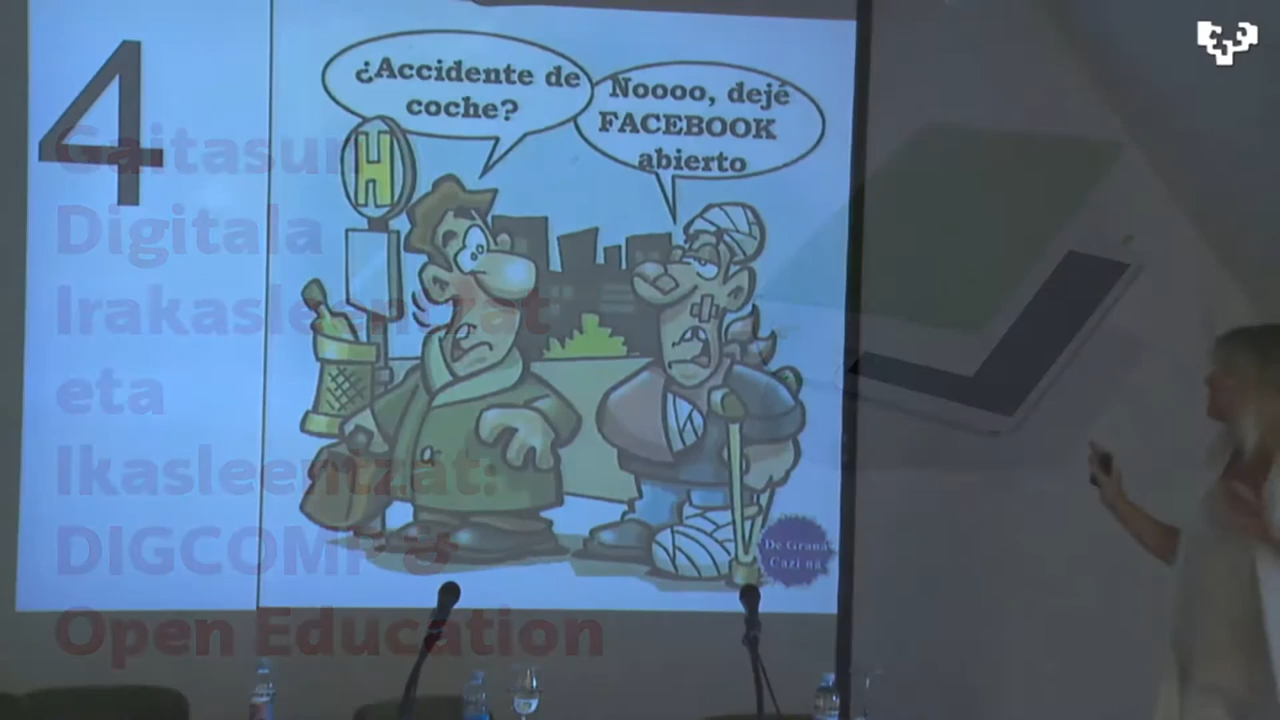 4
¿Accidente de
coche?
Noooo, dejé
FACEBOOK
abierto
H
Gaitasun
Digitala
Irakasleentzat
eta
Ikasleentzat:
DIGCOMP &
Open Education
De Grana
Cazi na